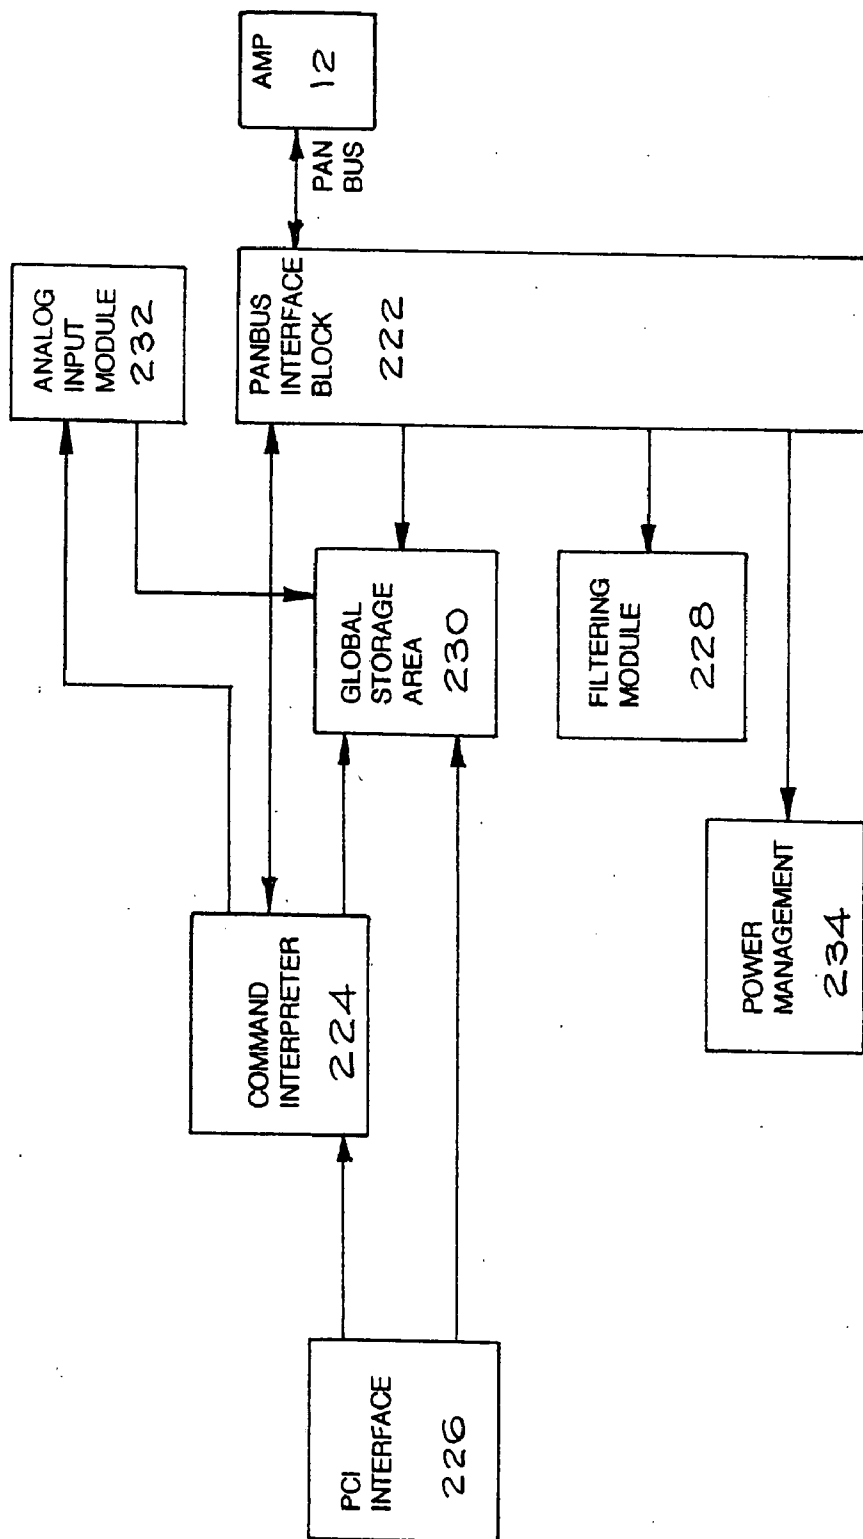 AMP
12
PAN
BUS
ANALOG
INPUT
MODULE
232
PANBUS
INTERFACE
BLOCK
222
GLOBAL
STORAGE
AREA
230
FILTERING
MODULE
228
COMMAND
INTERPRETER
224
POWER
MANAGEMENT
234
PCI
INTERFACE
226